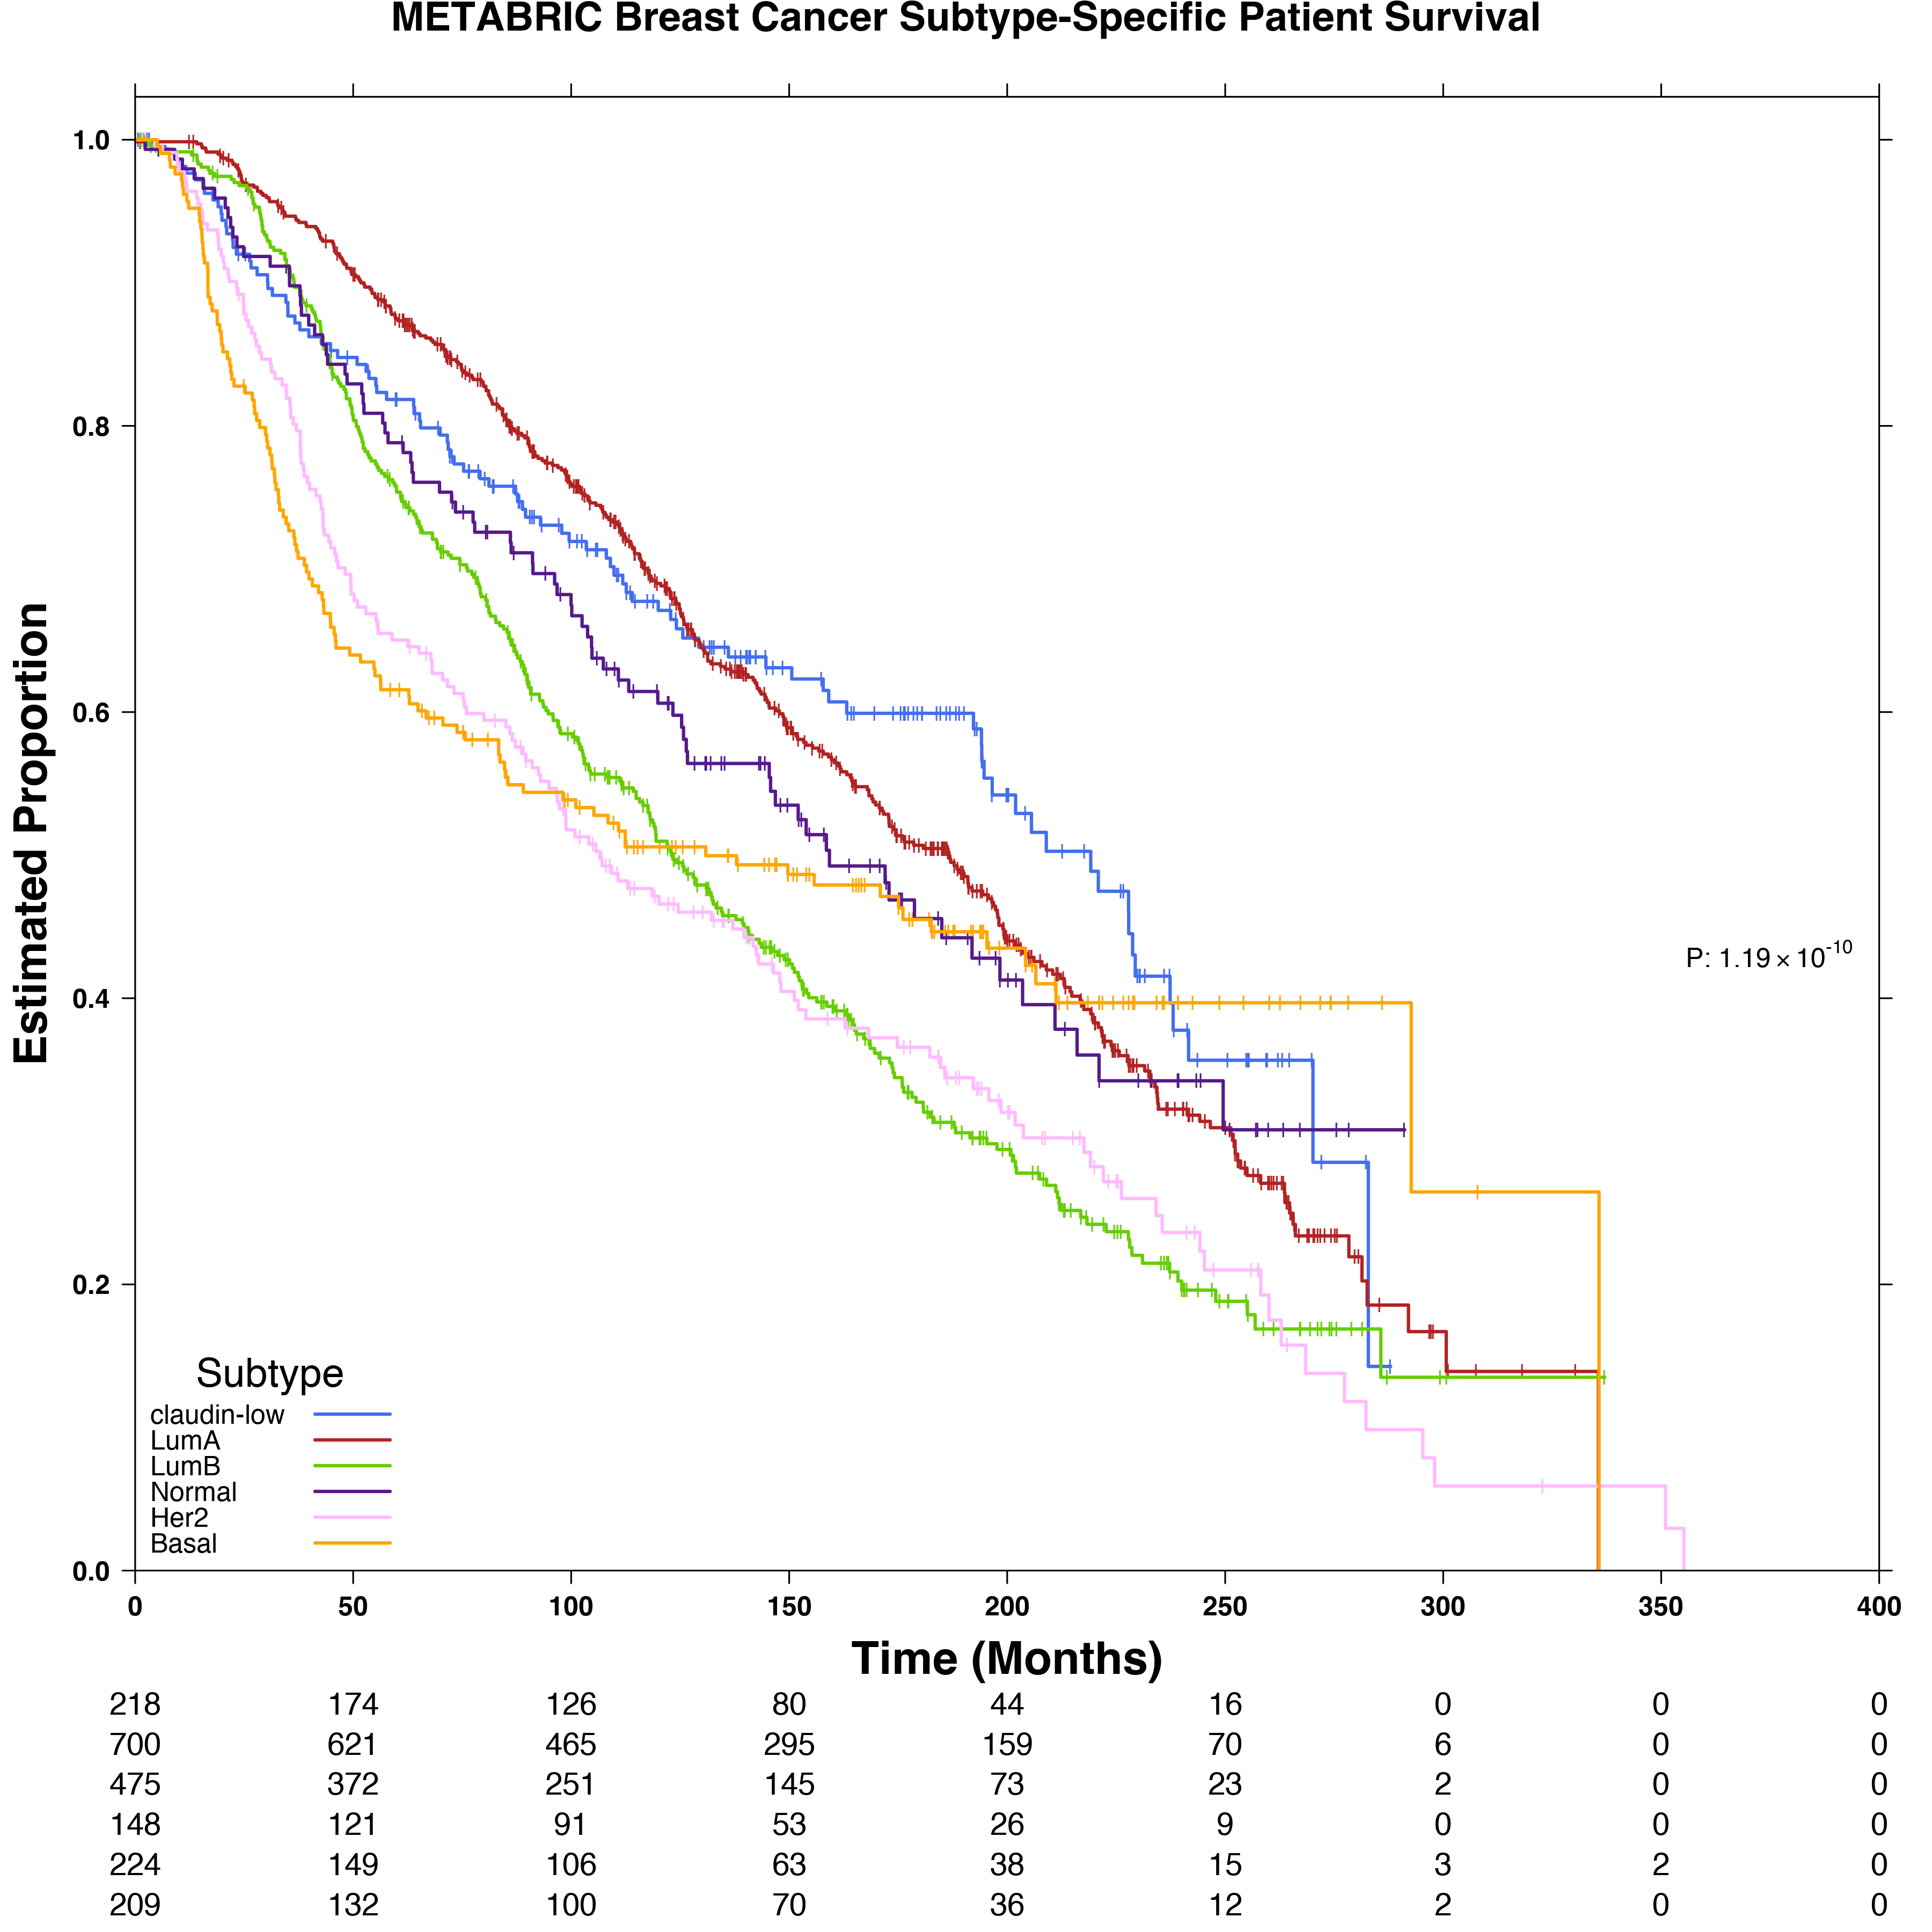 METABRIC Breast Cancer Subtype-Specific Patient Survival
1.0
0.8
0.6
0.4
0.2
0.0
Estimated Proportion
P: 1.19 × 10^-10
Subtype
claudin-low
LumA
LumB
Normal
Her2
Basal
0 50 100 150 200 250 300 350 400
Time (Months)
218 174 126 80 44 16 0 0 0
700 621 465 295 159 70 6 0 0
475 372 251 145 73 23 2 0 0
148 121 91 53 26 9 0 0 0
224 149 106 63 38 15 3 2 0
209 132 100 70 36 12 2 0 0